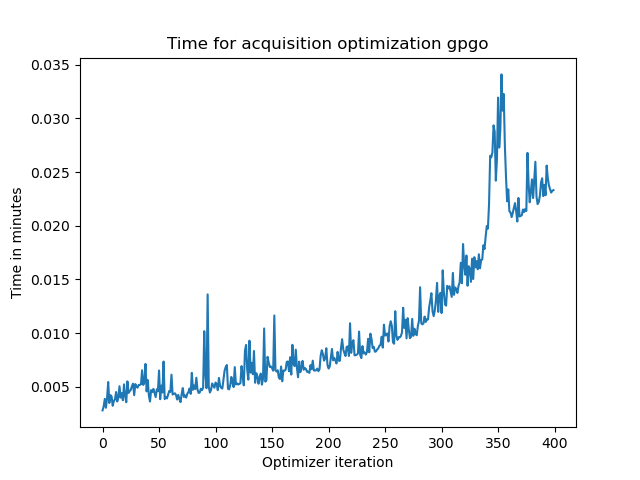 Time for acquisition optimization gpgo
0.035
0.030
0.025
0.020
0.015
0.010
0.005
Time in minutes
0 50 100 150 200 250 300 350 400
Optimizer iteration